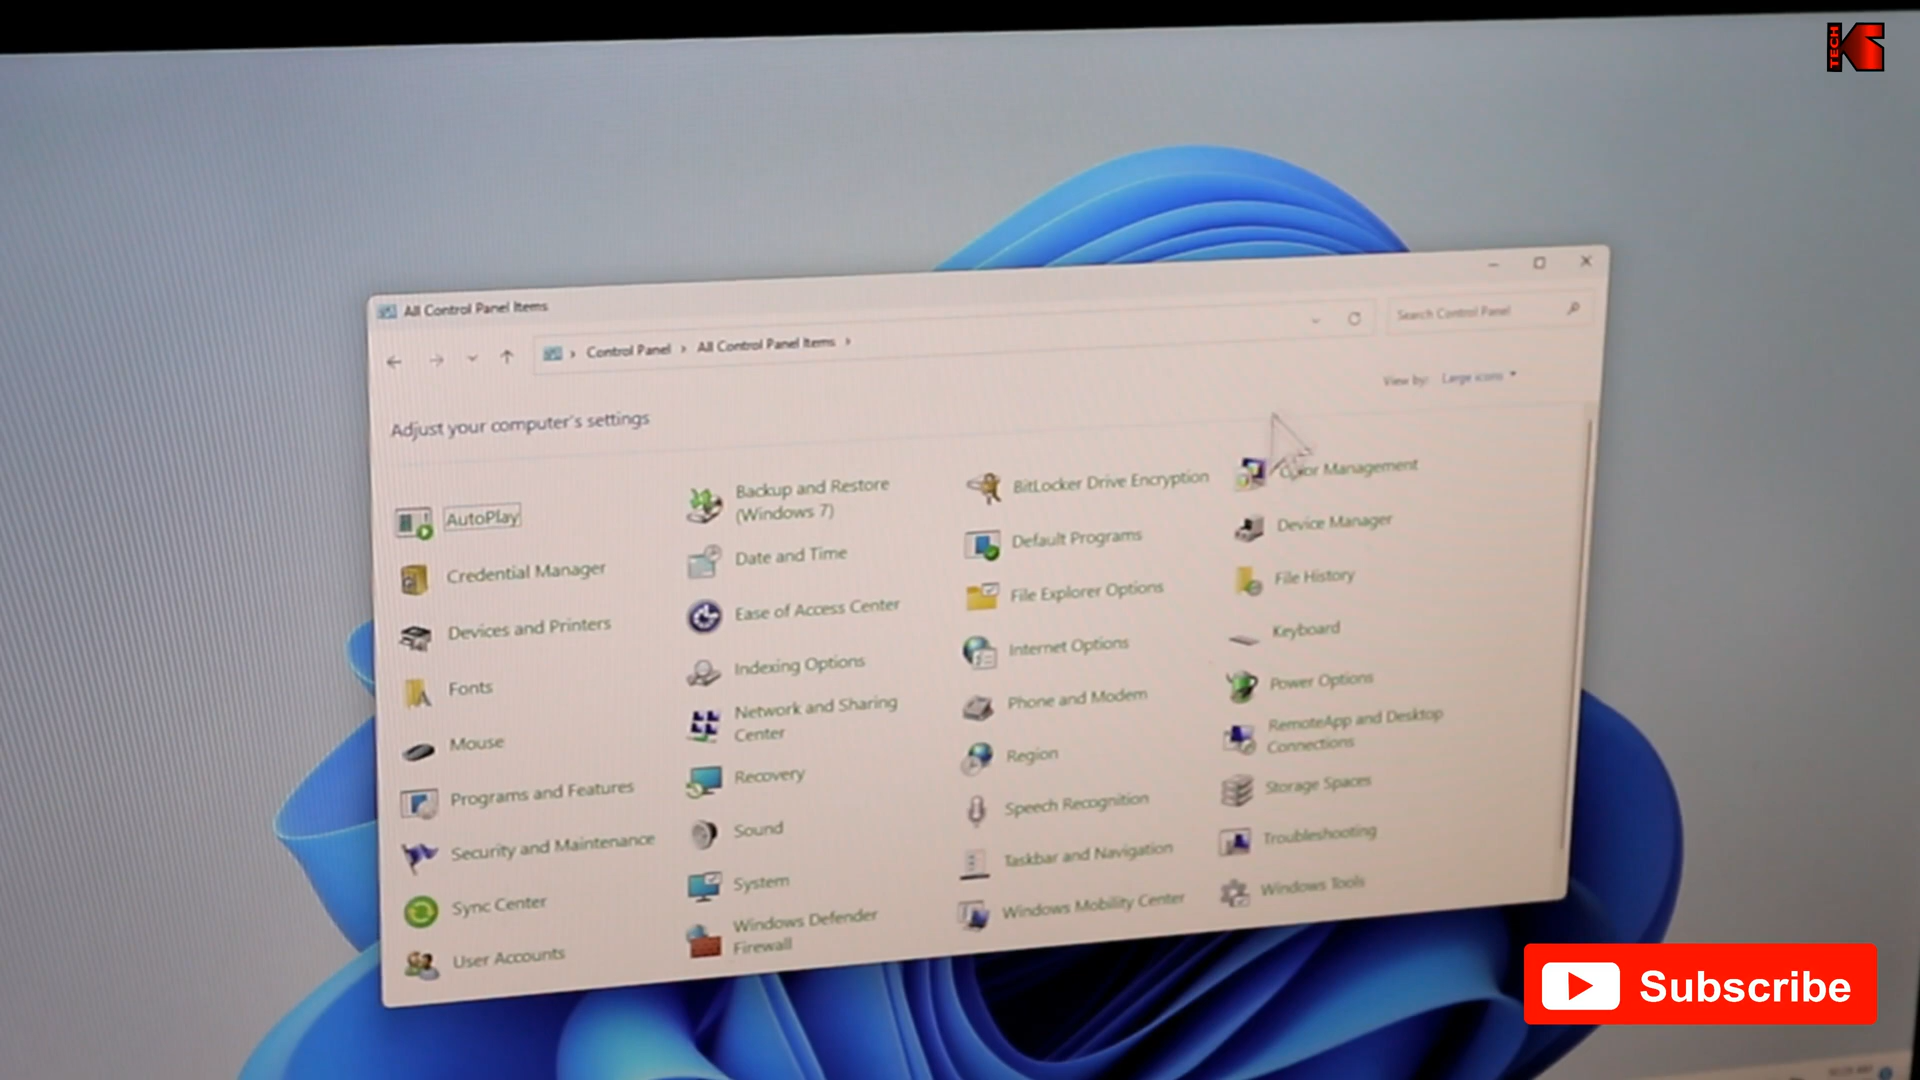 TECH
All Control Panel Items
Control Panel › All Control Panel Items ›
Search Control Panel
View by: Large icons
Adjust your computer's settings
AutoPlay
Backup and Restore
(Windows 7)
BitLocker Drive Encryption
Color Management
Credential Manager
Date and Time
Default Programs
Device Manager
Devices and Printers
Ease of Access Center
File Explorer Options
File History
Fonts
Indexing Options
Internet Options
Keyboard
Mouse
Network and Sharing
Center
Phone and Modem
Power Options
Programs and Features
Recovery
Region
RemoteApp and Desktop
Connections
Security and Maintenance
Sound
Speech Recognition
Storage Spaces
Sync Center
System
Taskbar and Navigation
Troubleshooting
User Accounts
Windows Defender
Firewall
Windows Mobility Center
Windows Tools
Subscribe